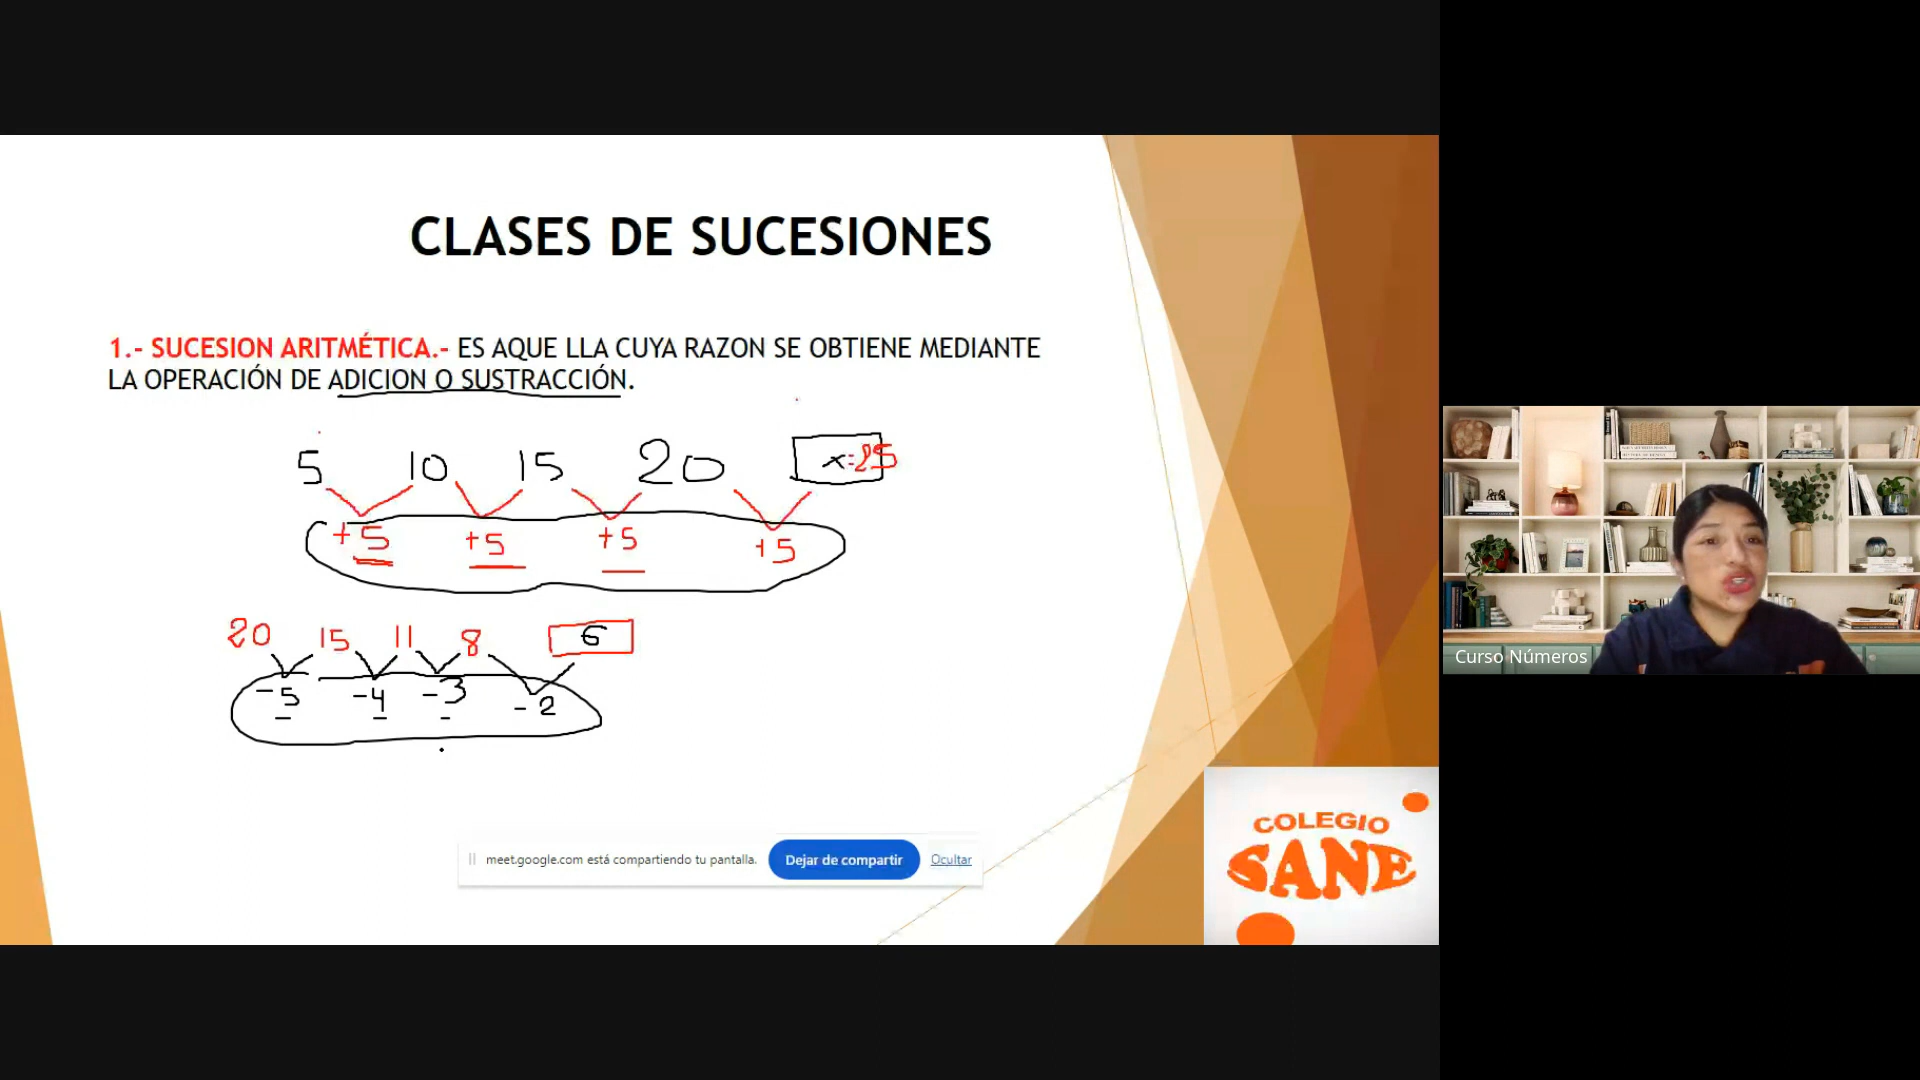 CLASES DE SUCESIONES
1.- SUCESION ARITMÉTICA.- ES AQUE LLA CUYA RAZON SE OBTIENE MEDIANTE
LA OPERACIÓN DE ADICION O SUSTRACCIÓN.
5 10 15 20 x=25
+5 +5 +5 +5
20 15 11 8 6
-5 -4 -3 -2
meet.google.com está compartiendo tu pantalla. Dejar de compartir Ocultar
COLEGIO
SANE
Curso Números